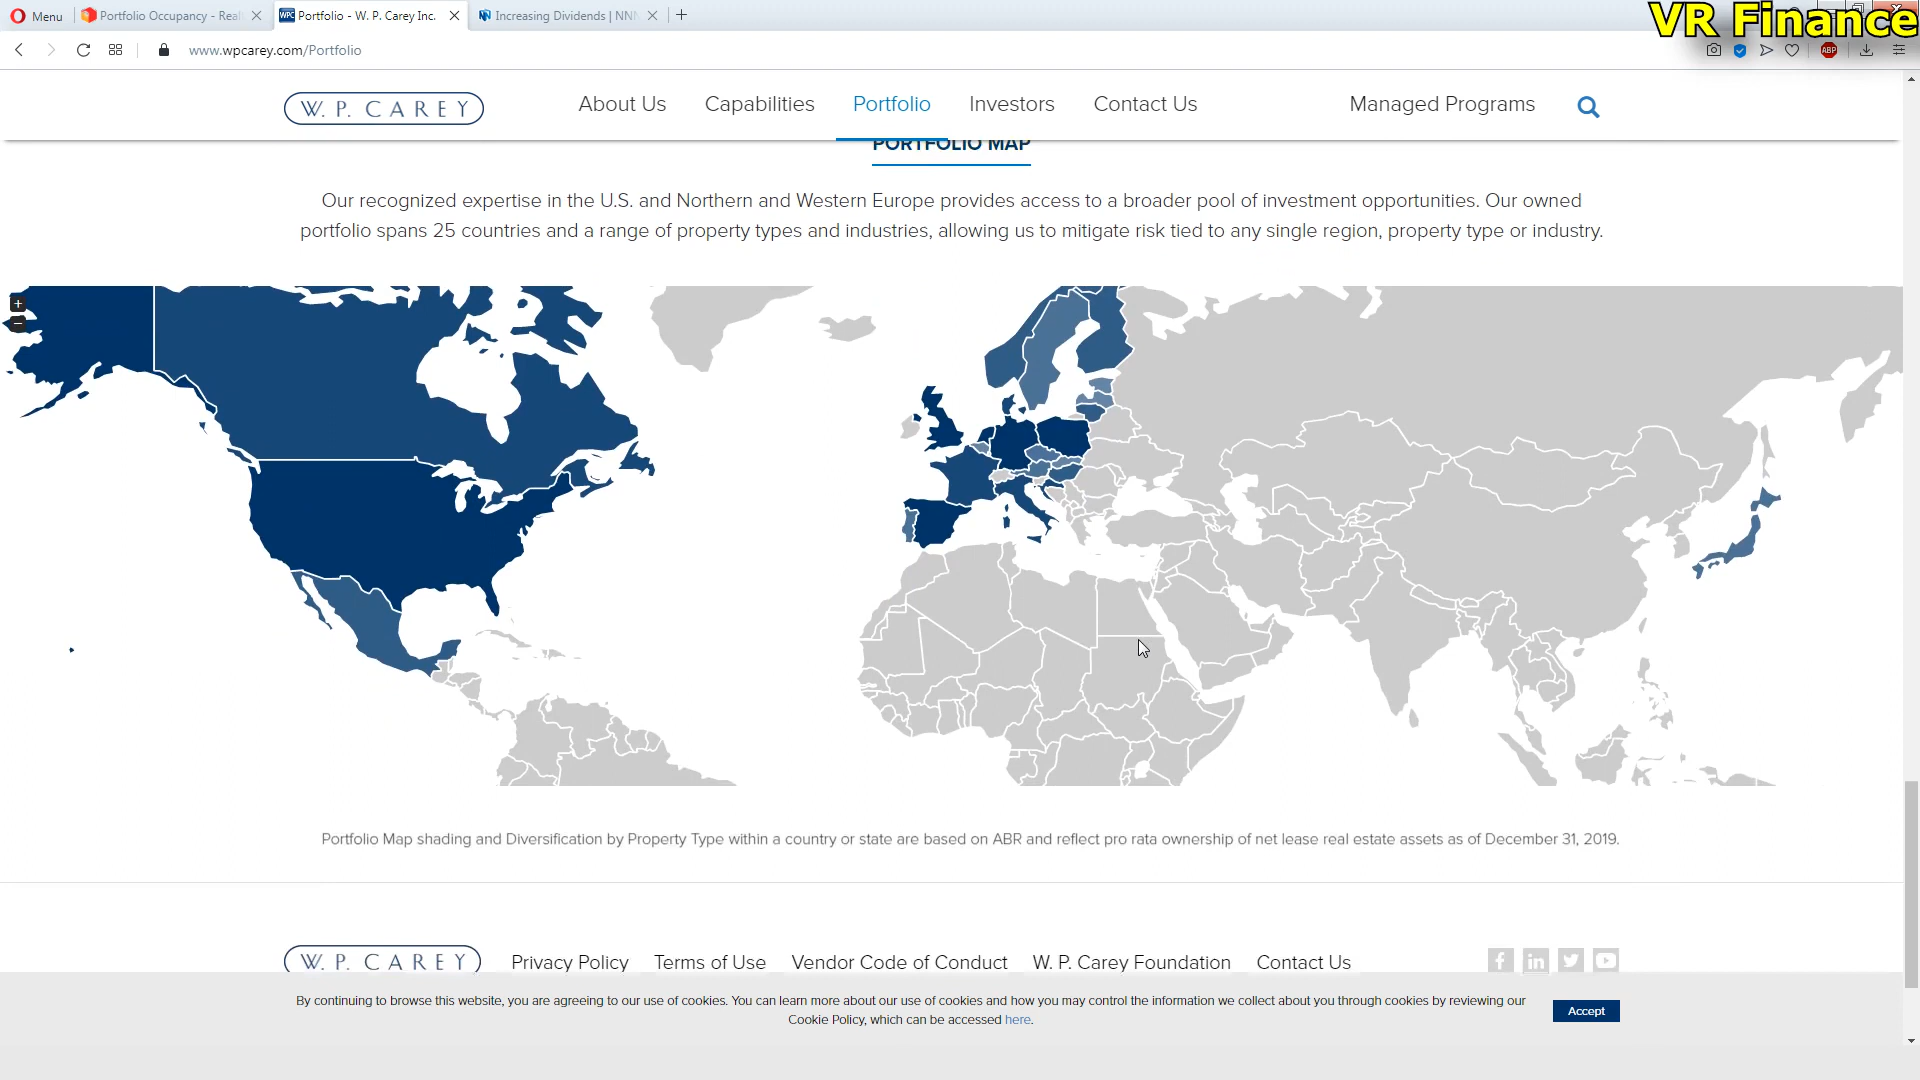 Menu
Portfolio Occupancy - Real
Portfolio - W. P. Carey Inc.
Increasing Dividends | NNN
VR Finance
www.wpcarey.com/Portfolio
ABP
W. P. CAREY
About Us
Capabilities
Portfolio
Investors
Contact Us
Managed Programs
PORTFOLIO MAP
Our recognized expertise in the U.S. and Northern and Western Europe provides access to a broader pool of investment opportunities. Our owned
portfolio spans 25 countries and a range of property types and industries, allowing us to mitigate risk tied to any single region, property type or industry.
Portfolio Map shading and Diversification by Property Type within a country or state are based on ABR and reflect pro rata ownership of net lease real estate assets as of December 31, 2019.
W. P. CAREY
Privacy Policy
Terms of Use
Vendor Code of Conduct
W. P. Carey Foundation
Contact Us
By continuing to browse this website, you are agreeing to our use of cookies. You can learn more about our use of cookies and how you may control the information we collect about you through cookies by reviewing our
Cookie Policy, which can be accessed here.
Accept